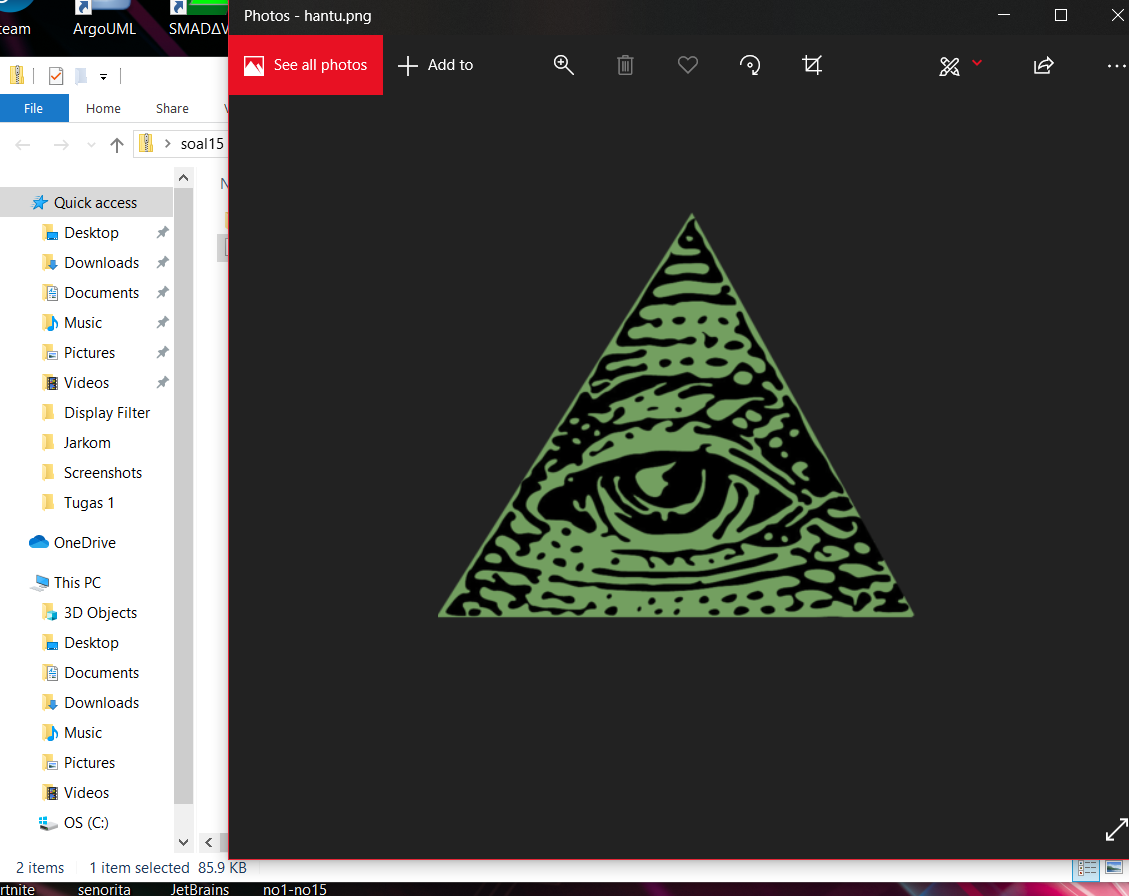 eam
ArgoUML
SMADΔV
Photos - hantu.png
See all photos
Add to
File
Home
Share
soal15
Quick access
Desktop
Downloads
Documents
Music
Pictures
Videos
Display Filter
Jarkom
Screenshots
Tugas 1
OneDrive
This PC
3D Objects
Desktop
Documents
Downloads
Music
Pictures
Videos
OS (C:)
2 items
1 item selected 85.9 KB
rtnite
senorita
JetBrains
no1-no15